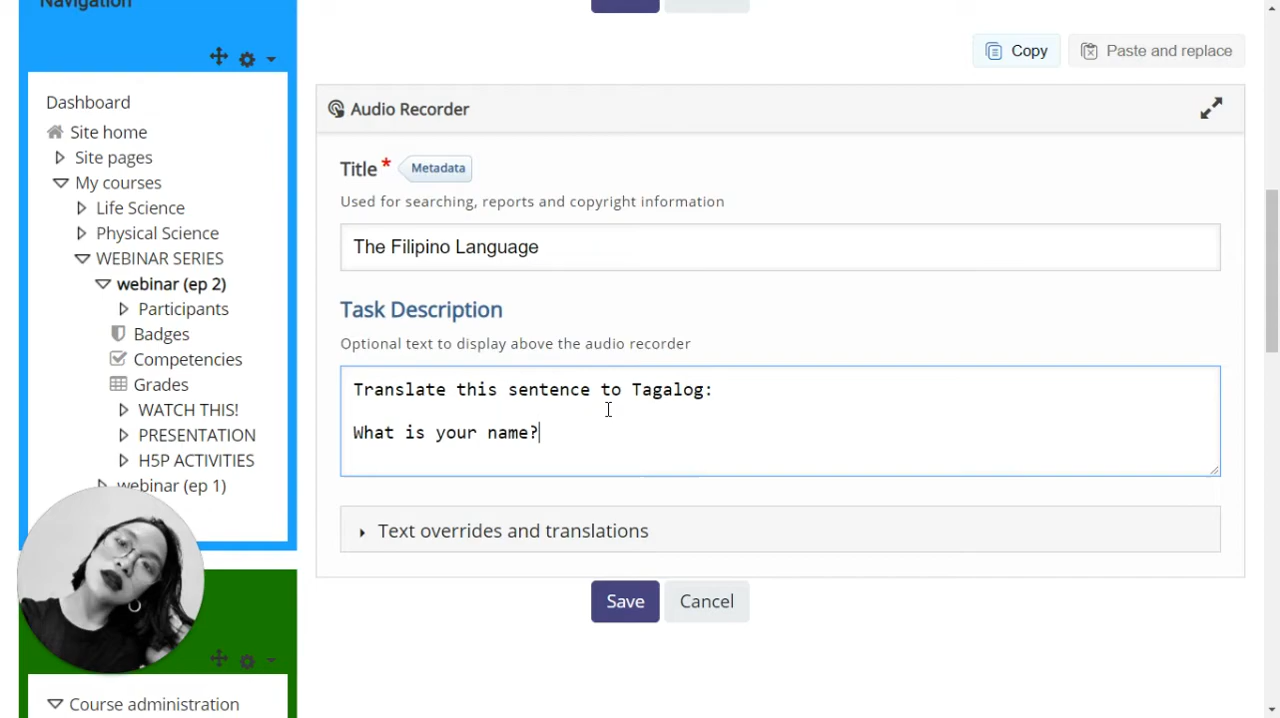 Navigation
Dashboard
Site home
Site pages
My courses
Life Science
Physical Science
WEBINAR SERIES
webinar (ep 2)
Participants
Badges
Competencies
Grades
WATCH THIS!
PRESENTATION
H5P ACTIVITIES
webinar (ep 1)
Course administration
Copy
Paste and replace
Audio Recorder
Title * Metadata
Used for searching, reports and copyright information
The Filipino Language
Task Description
Optional text to display above the audio recorder
Translate this sentence to Tagalog:
What is your name?
Text overrides and translations
Save Cancel